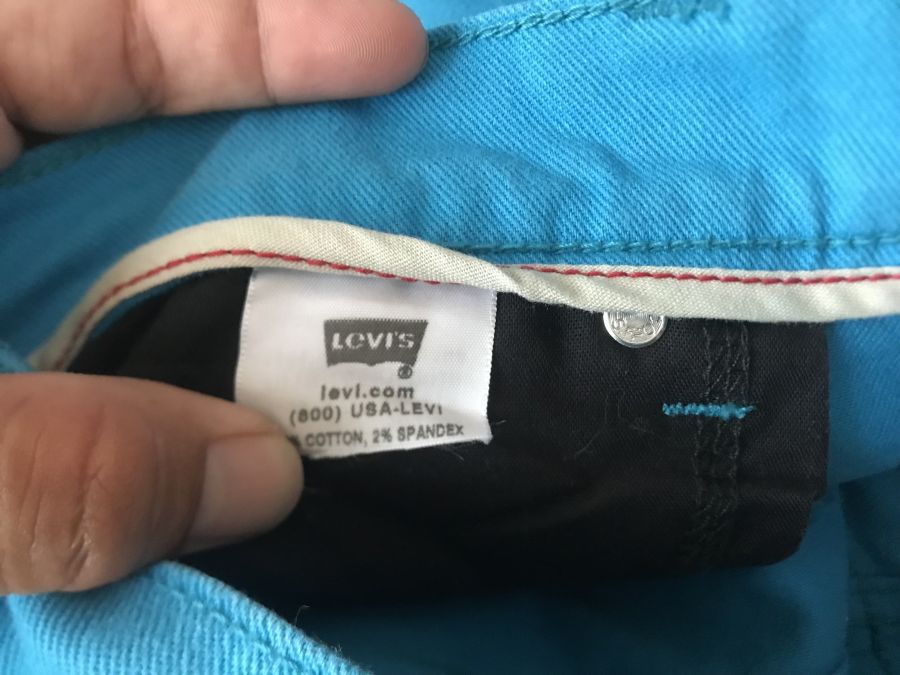 LEVI'S
®
levi.com
(800) USA-LEVI
COTTON, 2% SPANDEX